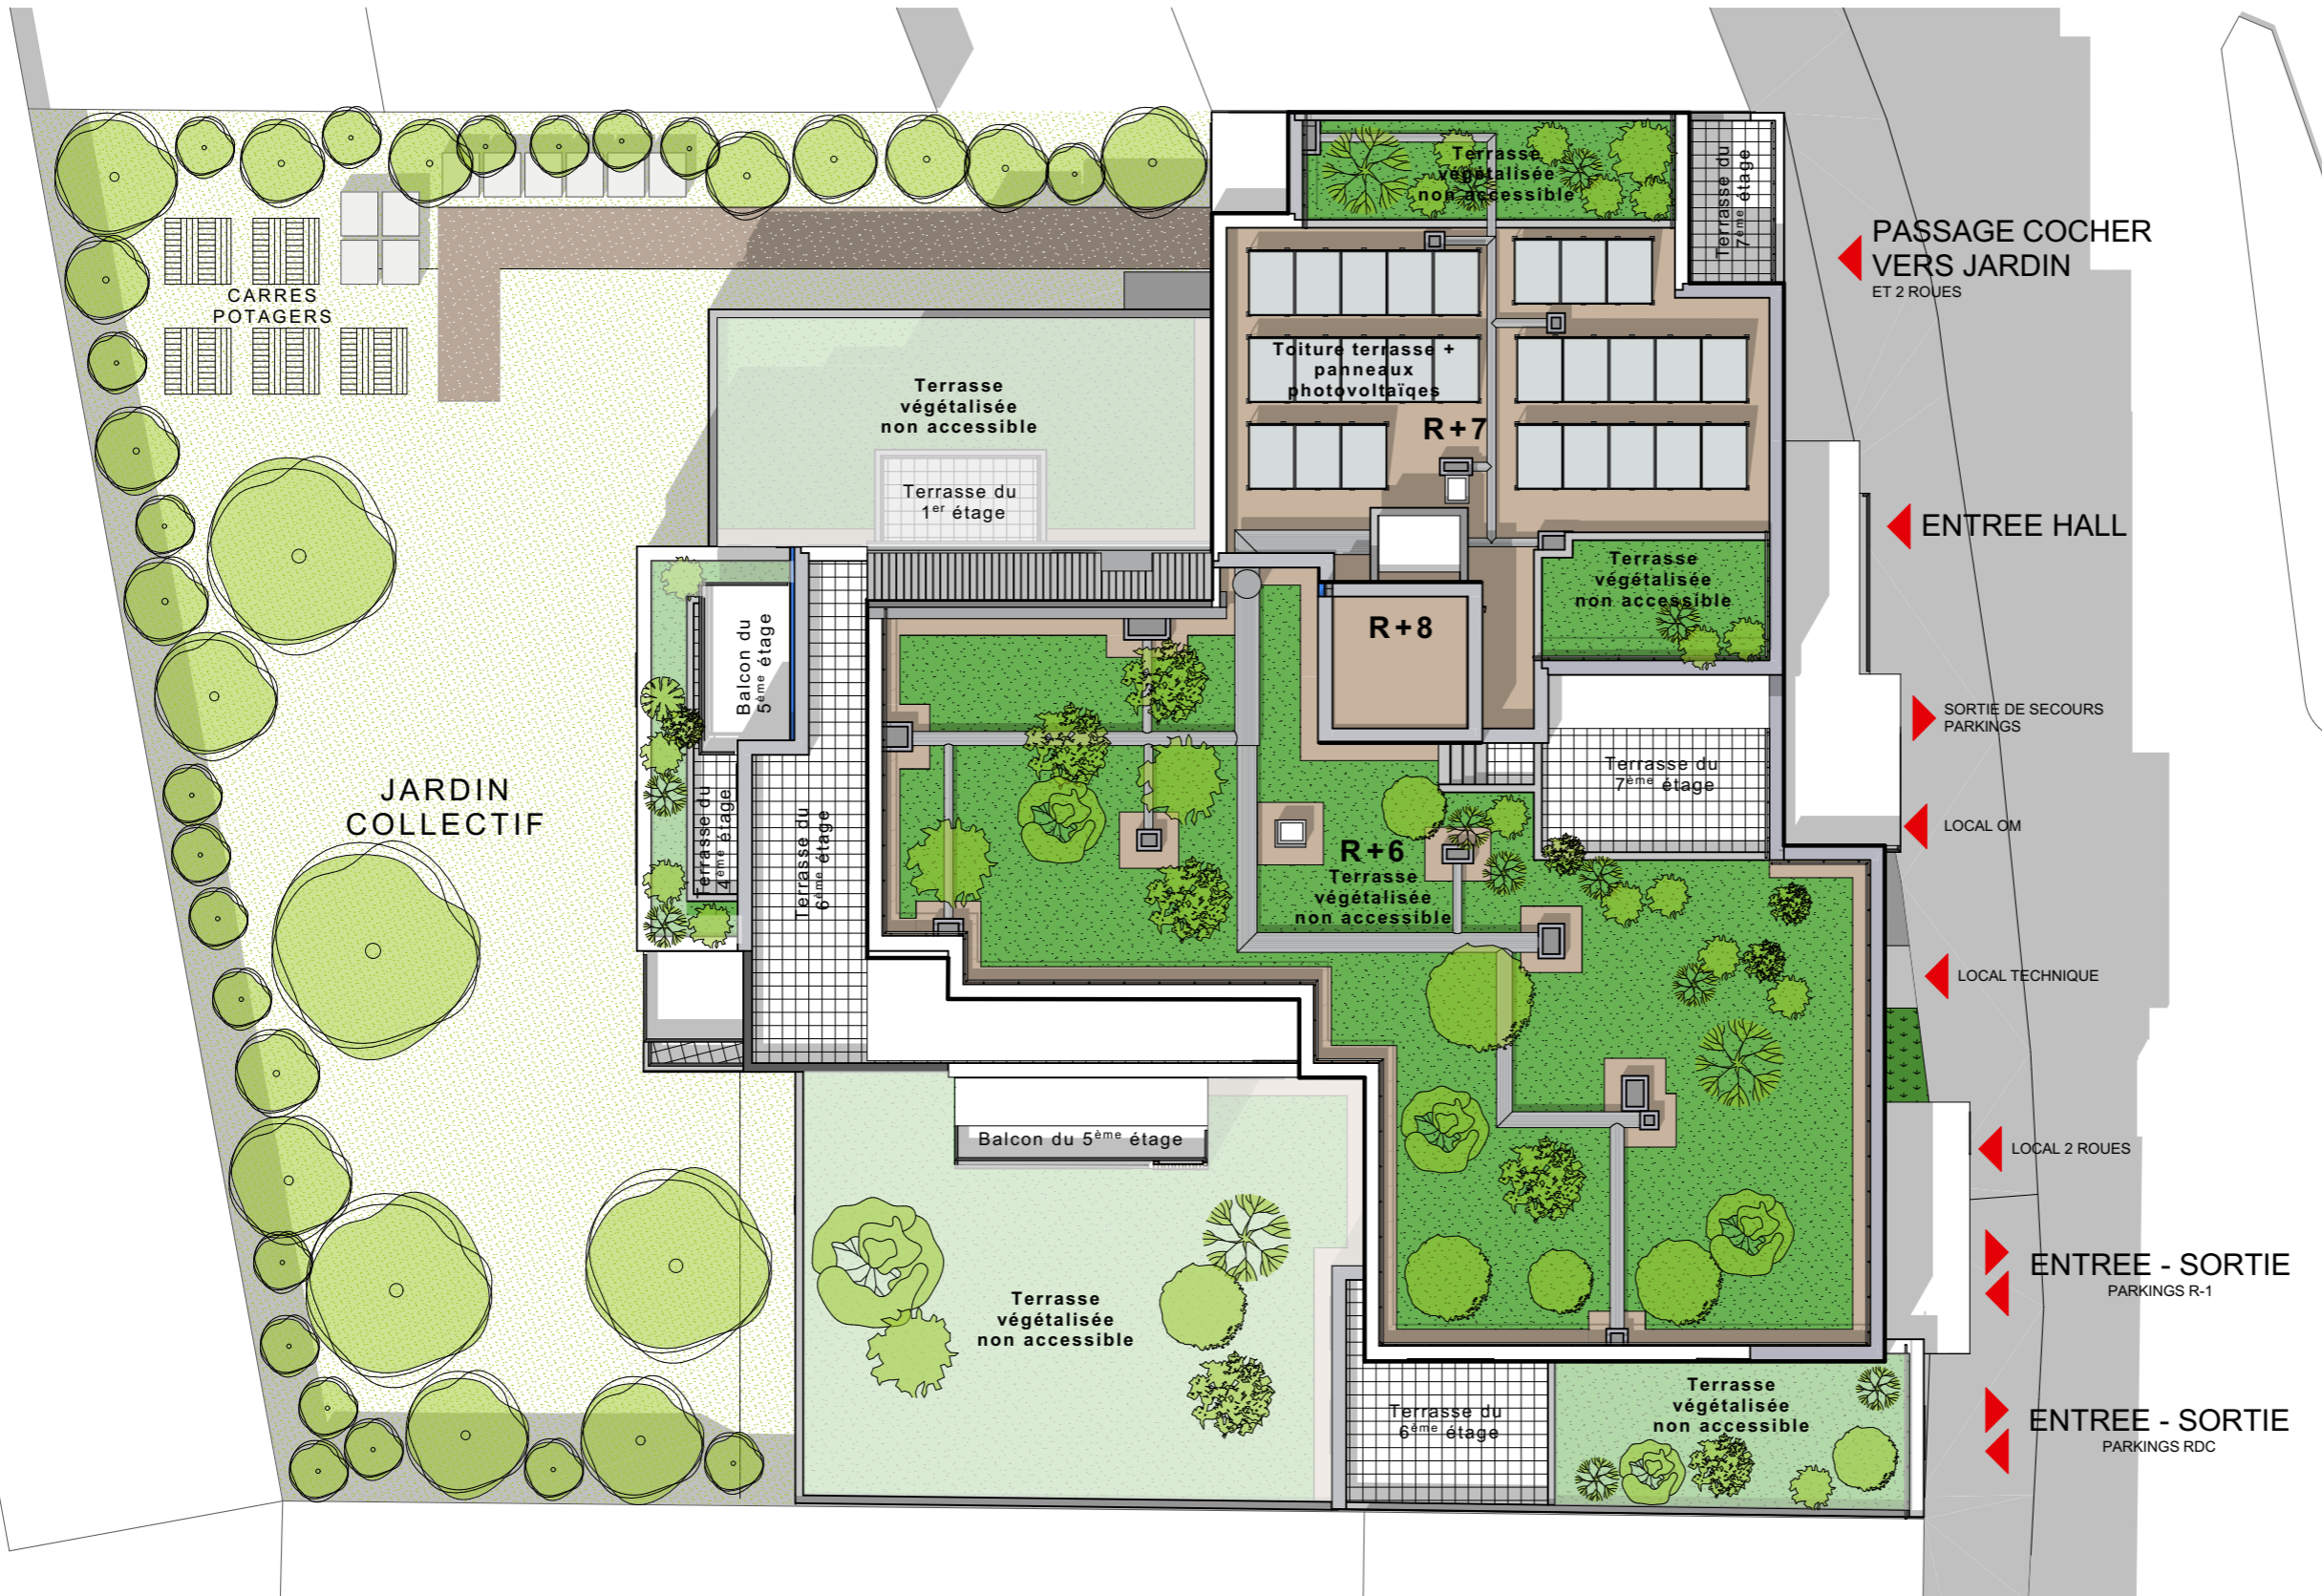 Terrasse
végétalisée
non accessible
Terrasse du
7ème étage
PASSAGE COCHER
VERS JARDIN
ET 2 ROUES
CARRES
POTAGERS
Toiture terrasse +
panneaux
photovoltaïqes
R+7
Terrasse
végétalisée
non accessible
Terrasse du
1er étage
ENTREE HALL
Terrasse
végétalisée
non accessible
R+8
Balcon du
5ème étage
SORTIE DE SECOURS
PARKINGS
Terrasse du
7ème étage
JARDIN
COLLECTIF
Terrasse du
4ème étage
Terrasse du
6ème étage
LOCAL OM
R+6
Terrasse
végétalisée
non accessible
LOCAL TECHNIQUE
Balcon du 5ème étage
LOCAL 2 ROUES
ENTREE - SORTIE
PARKINGS R-1
Terrasse
végétalisée
non accessible
Terrasse du
6ème étage
Terrasse
végétalisée
non accessible
ENTREE - SORTIE
PARKINGS RDC